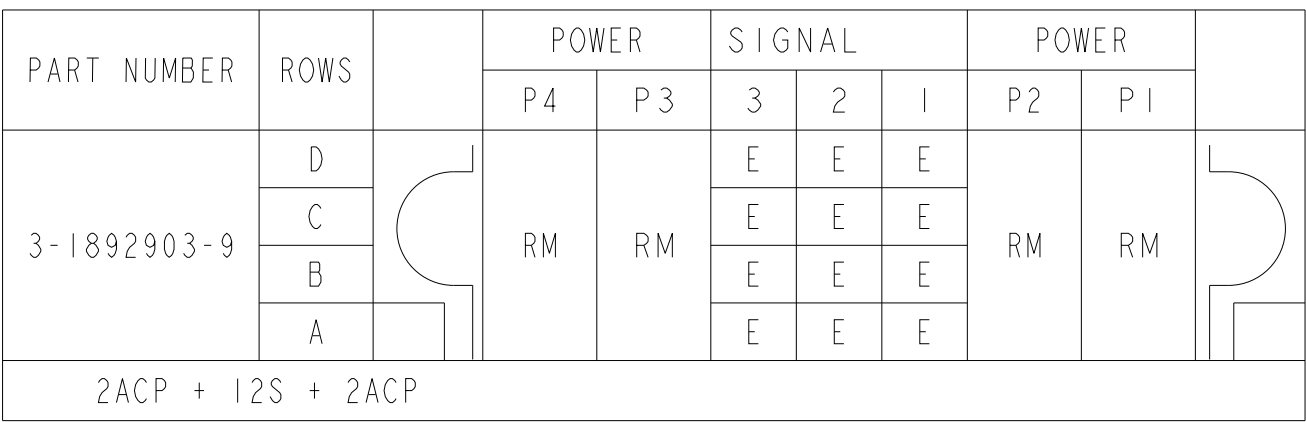 PART NUMBER ROWS POWER SIGNAL POWER
P4 P3 3 2 1 P2 P1
D E E E
C E E E
3-1892903-9 RM RM RM RM
B E E E
A E E E
2ACP + 12S + 2ACP